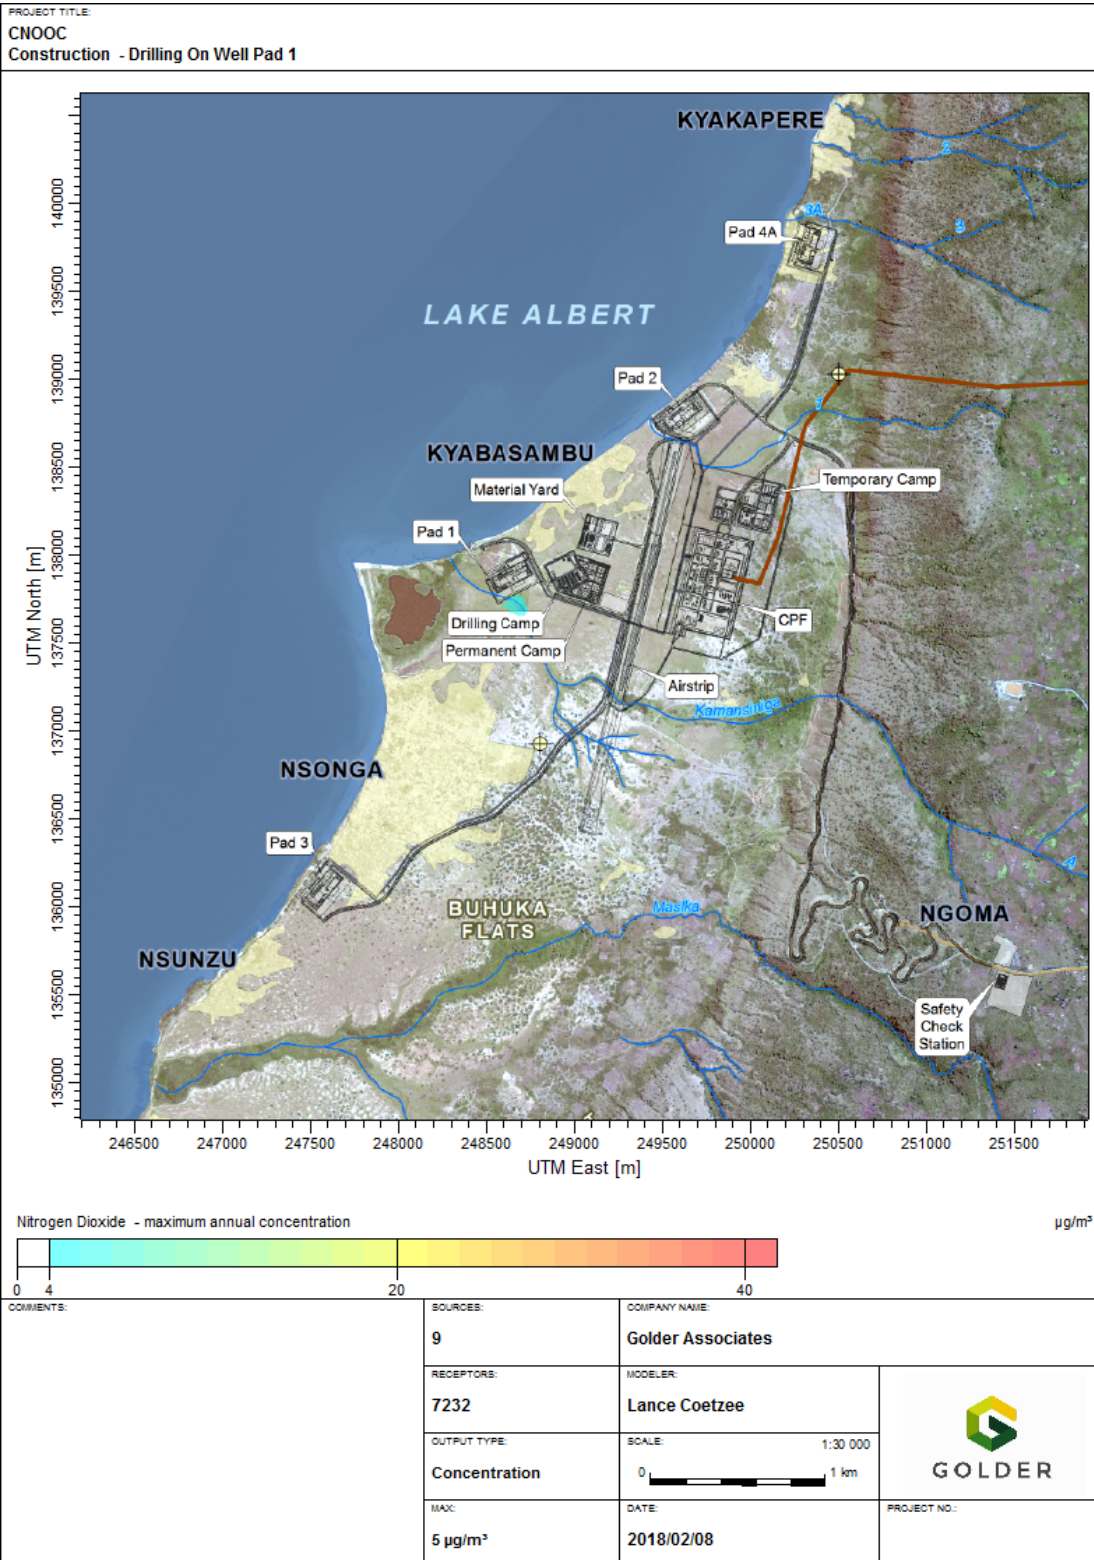 PROJECT TITLE:
CNOOC
Construction - Drilling On Well Pad 1
KYAKAPERE
2
3A
3
Pad 4A
LAKE ALBERT
Pad 2
1
KYABASAMBU
Material Yard
Temporary Camp
Pad 1
Drilling Camp
CPF
Permanent Camp
Airstrip
Kamansiniga
NSONGA
Pad 3
A
BUHUKA
FLATS
Masika
NGOMA
NSUNZU
Safety
Check
Station
UTM North [m]
140000
139500
139000
138500
138000
137500
137000
136500
136000
135500
135000
246500 247000 247500 248000 248500 249000 249500 250000 250500 251000 251500
UTM East [m]
Nitrogen Dioxide - maximum annual concentration
µg/m³
0 4 20 40
COMMENTS:
SOURCES:
9
COMPANY NAME:
Golder Associates
RECEPTORS:
7232
MODELER:
Lance Coetzee
OUTPUT TYPE:
Concentration
SCALE:
1:30 000
0 1 km
GOLDER
MAX:
5 µg/m³
DATE:
2018/02/08
PROJECT NO.: